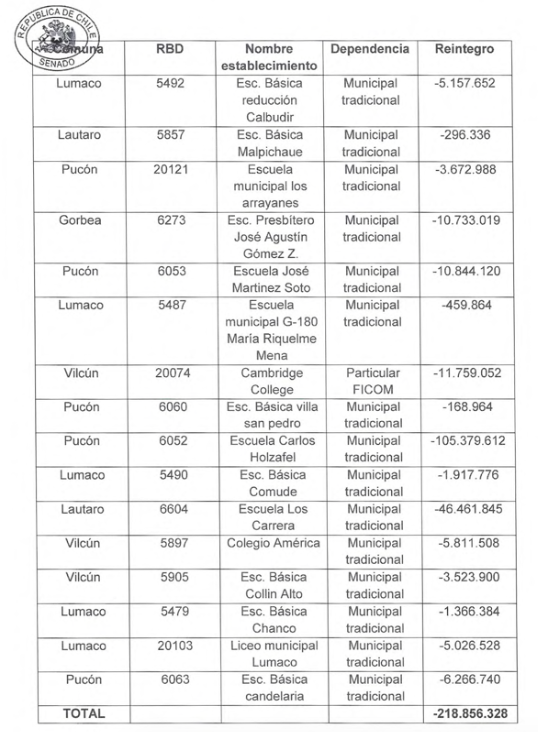 REPÚBLICA DE CHILE
SENADO
Comuna RBD Nombre establecimiento Dependencia Reintegro
Lumaco 5492 Esc. Básica reducción Calbudir Municipal tradicional -5.157.652
Lautaro 5857 Esc. Básica Malpichaue Municipal tradicional -296.336
Pucón 20121 Escuela municipal los arrayanes Municipal tradicional -3.672.988
Gorbea 6273 Esc. Presbítero José Agustín Gómez Z. Municipal tradicional -10.733.019
Pucón 6053 Escuela José Martinez Soto Municipal tradicional -10.844.120
Lumaco 5487 Escuela municipal G-180 María Riquelme Mena Municipal tradicional -459.864
Vilcún 20074 Cambridge College Particular FICOM -11.759.052
Pucón 6060 Esc. Básica villa san pedro Municipal tradicional -168.964
Pucón 6052 Escuela Carlos Holzafel Municipal tradicional -105.379.612
Lumaco 5490 Esc. Básica Comude Municipal tradicional -1.917.776
Lautaro 6604 Escuela Los Carrera Municipal tradicional -46.461.845
Vilcún 5897 Colegio América Municipal tradicional -5.811.508
Vilcún 5905 Esc. Básica Collin Alto Municipal tradicional -3.523.900
Lumaco 5479 Esc. Básica Chanco Municipal tradicional -1.366.384
Lumaco 20103 Liceo municipal Lumaco Municipal tradicional -5.026.528
Pucón 6063 Esc. Básica candelaria Municipal tradicional -6.266.740
TOTAL -218.856.328